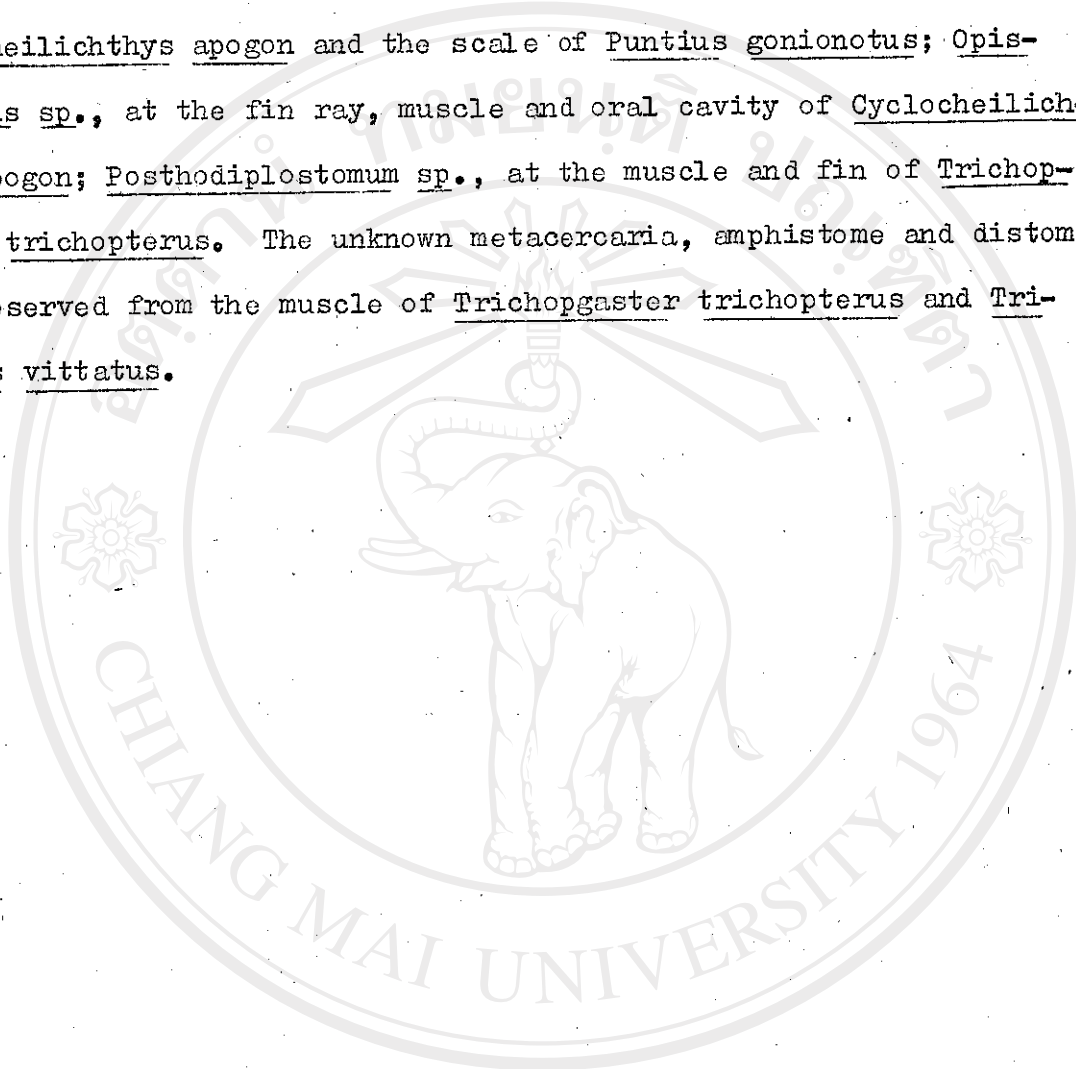 eilichthys apogon and the scale of Puntius gonionotus; Opis-
s sp., at the fin ray, muscle and oral cavity of Cyclocheilich
ogon; Posthodiplostomum sp., at the muscle and fin of Trichop-
trichopterus. The unknown metacercaria, amphistome and distom
served from the muscle of Trichopgaster trichopterus and Tri-
vittatus.
CHIANG MAI UNIVERSITY 1964